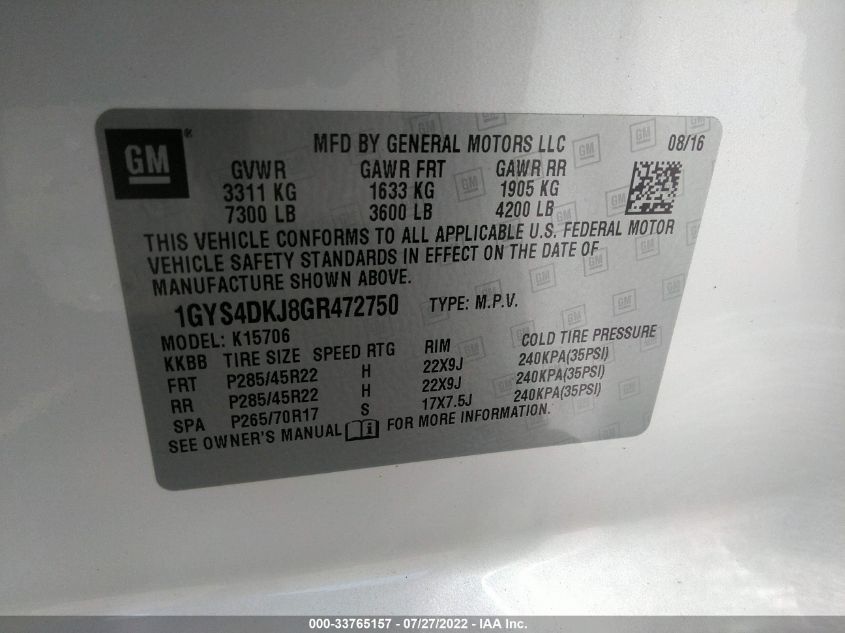 GM®
MFD BY GENERAL MOTORS LLC 08/16
GVWR GAWR FRT GAWR RR
3311 KG 1633 KG 1905 KG
7300 LB 3600 LB 4200 LB
THIS VEHICLE CONFORMS TO ALL APPLICABLE U.S. FEDERAL MOTOR
VEHICLE SAFETY STANDARDS IN EFFECT ON THE DATE OF
MANUFACTURE SHOWN ABOVE.
1GYS4DKJ8GR472750 TYPE: M.P.V.
MODEL: K15706
KKBB TIRE SIZE SPEED RTG RIM COLD TIRE PRESSURE
FRT P285/45R22 H 22X9J 240KPA(35PSI)
RR P285/45R22 H 22X9J 240KPA(35PSI)
SPA P265/70R17 S 17X7.5J 240KPA(35PSI)
SEE OWNER'S MANUAL FOR MORE INFORMATION.
000-33765157 - 07/27/2022 - IAA Inc.